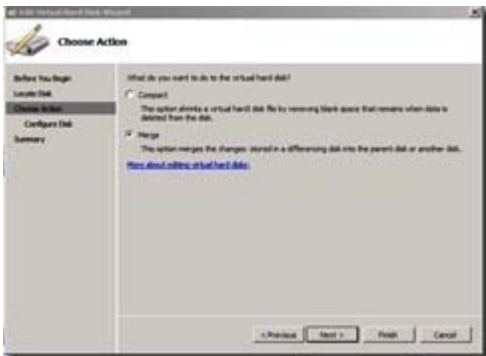 Edit Virtual Hard Disk Wizard
Choose Action
Before You Begin
Locate Disk
Choose Action
Configure Disk
Summary
What do you want to do to the virtual hard disk?
Compact
This option shrinks a virtual hard disk file by removing blank space that remains when data is
deleted from the disk.
Merge
This option merges the changes stored in a differencing disk into the parent disk or another disk.
More about editing virtual hard disks
< Previous
Next >
Finish
Cancel